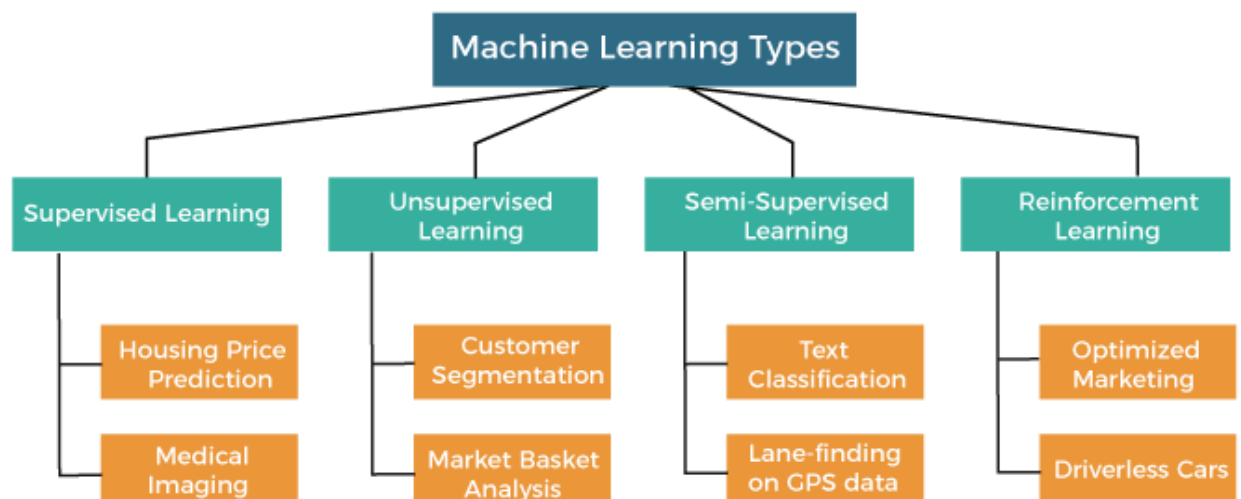 Machine Learning Types
Supervised Learning
Unsupervised
Learning
Semi-Supervised
Learning
Reinforcement
Learning
Housing Price
Prediction
Medical
Imaging
Customer
Segmentation
Market Basket
Analysis
Text
Classification
Lane-finding
on GPS data
Optimized
Marketing
Driverless Cars